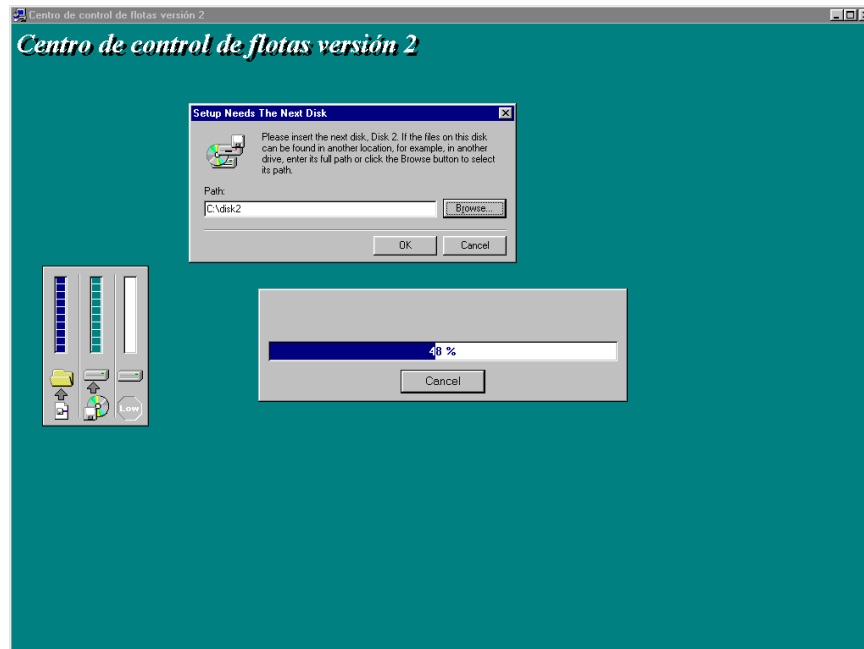 Centro de control de flotas versión 2
Centro de control de flotas versión 2
Setup Needs The Next Disk
Please insert the next disk, Disk 2. If the files on this disk
can be found in another location, for example, in another
drive, enter its full path or click the Browse button to select
its path.
Path:
C:\disk2
Browse...
OK
Cancel
48 %
Cancel
Low